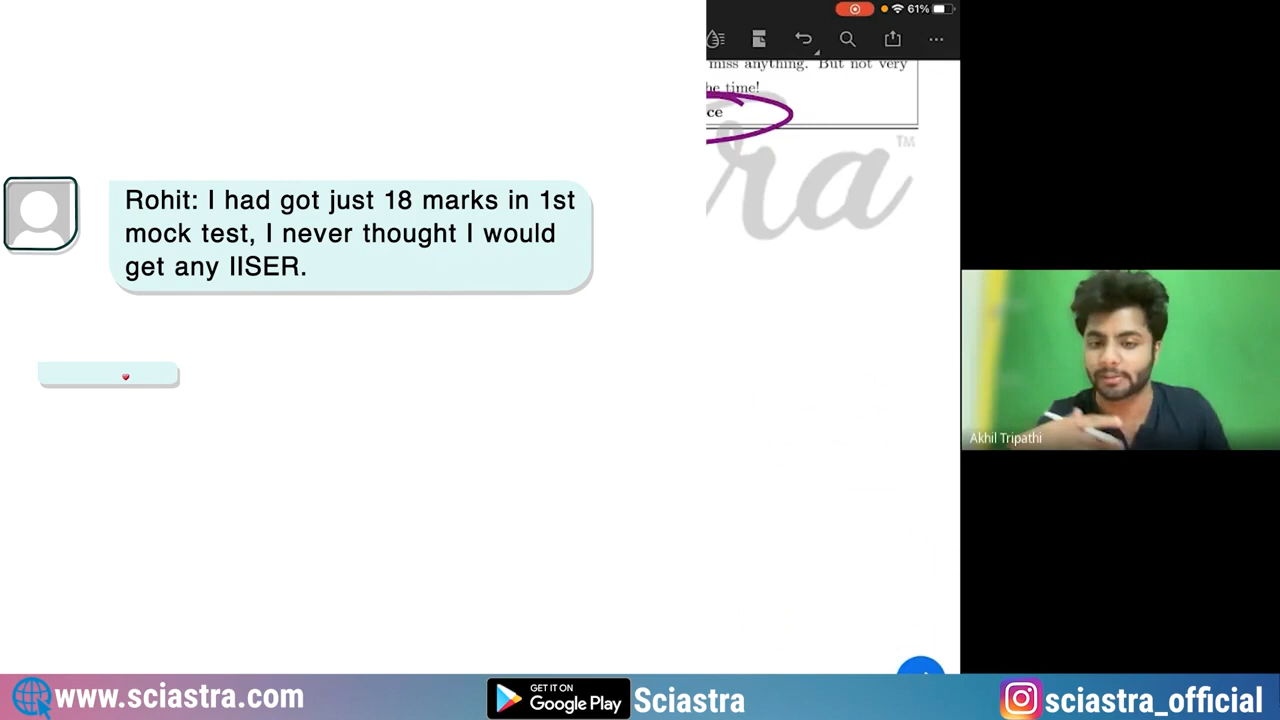 61%
miss anything. But not very
he time!
ce
ra
TM
Rohit: I had got just 18 marks in 1st
mock test, I never thought I would
get any IISER.
Akhil Tripathi
www.sciastra.com
GET IT ON
Google Play
Sciastra
sciastra_official